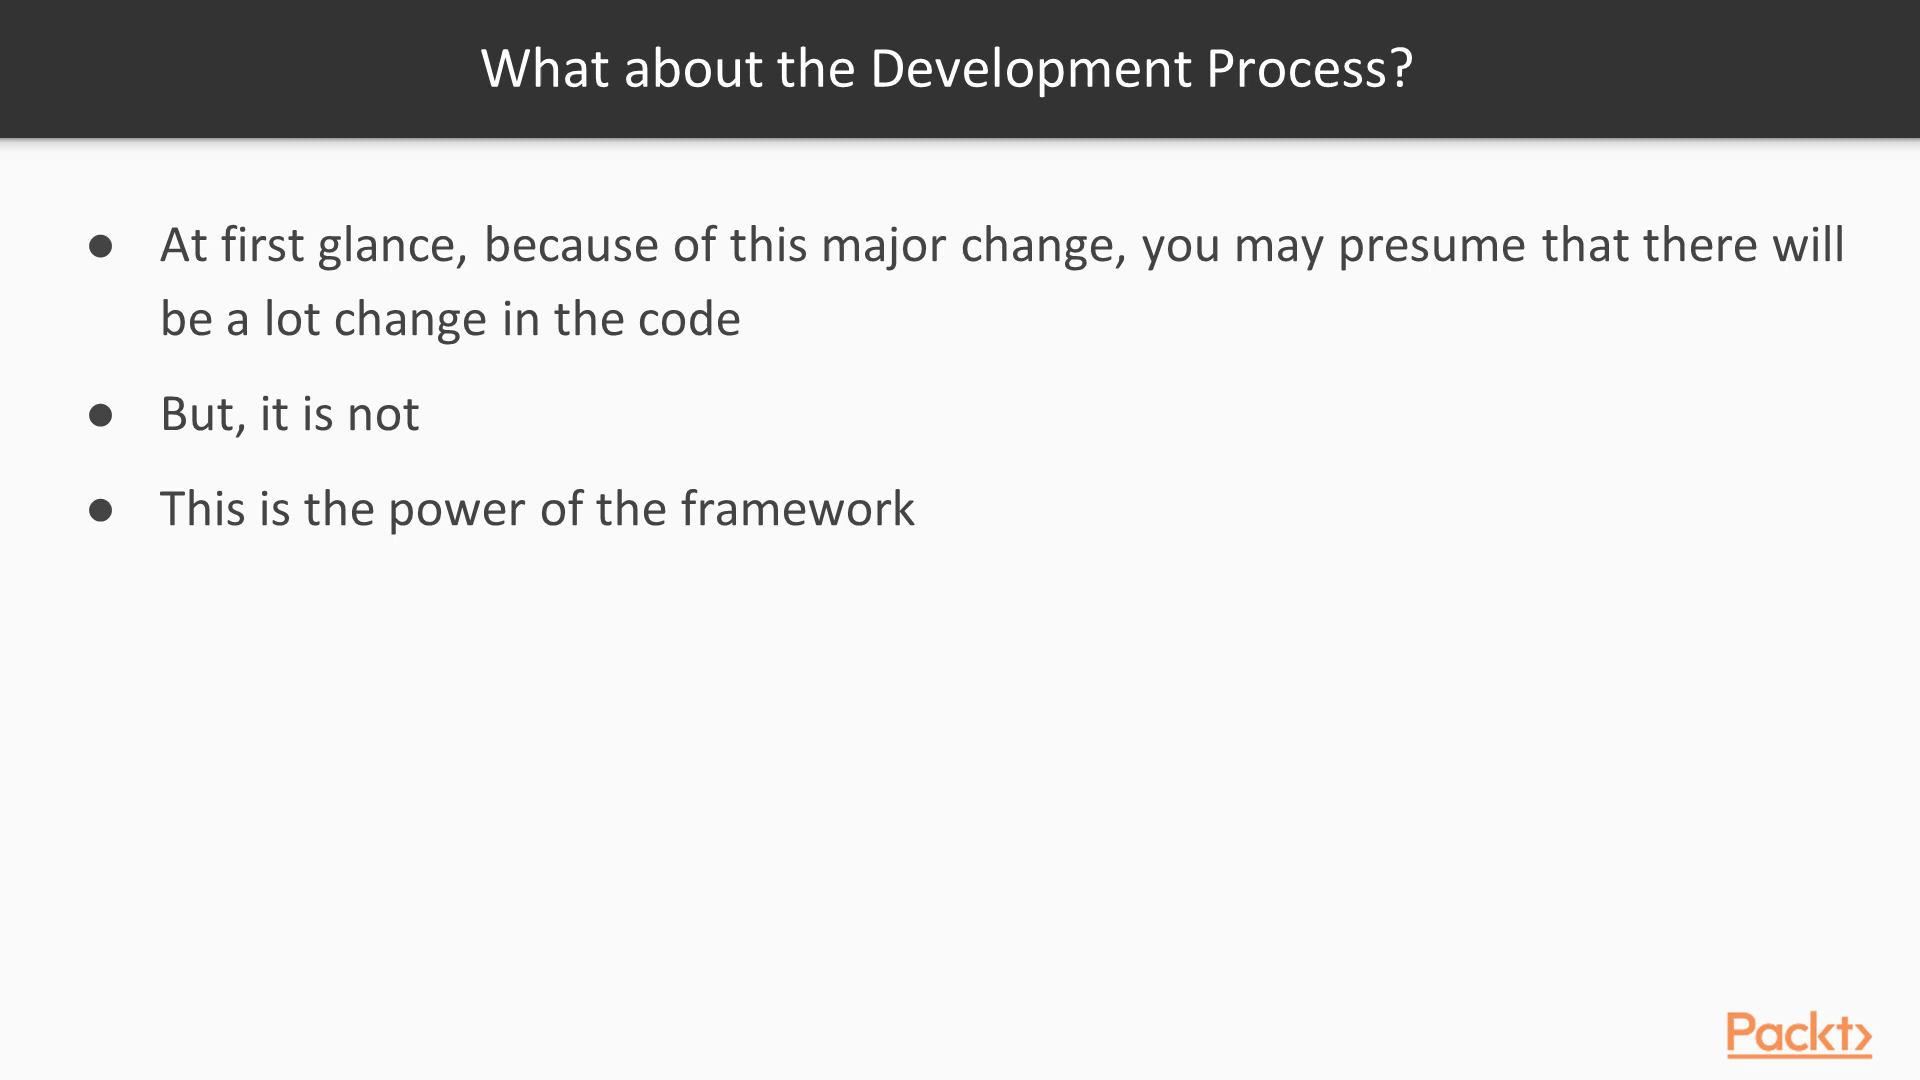 What about the Development Process?
● At first glance, because of this major change, you may presume that there will
be a lot change in the code
● But, it is not
● This is the power of the framework
Packt>